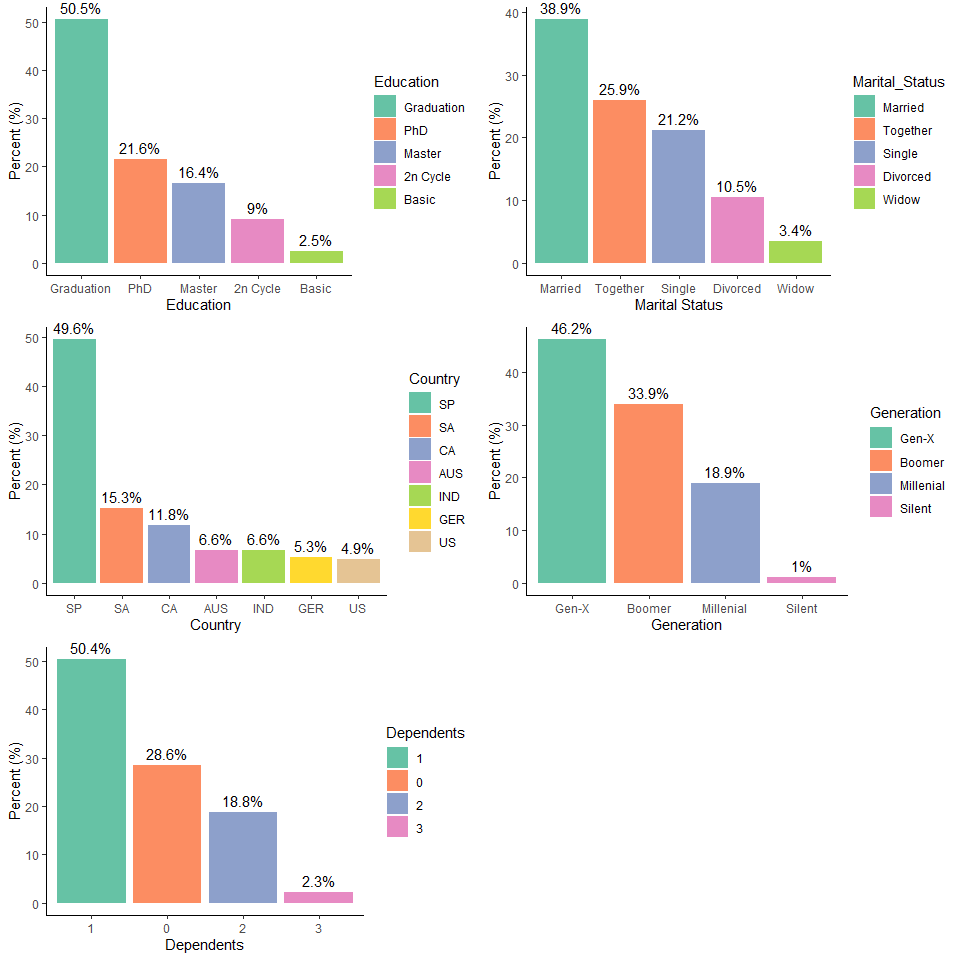 50.5%
50
40
30
20
10
0
Percent (%)
21.6%
16.4%
9%
2.5%
Graduation PhD Master 2n Cycle Basic
Education
Education
Graduation
PhD
Master
2n Cycle
Basic
38.9%
40
30
20
10
0
Percent (%)
25.9%
21.2%
10.5%
3.4%
Married Together Single Divorced Widow
Marital Status
Marital_Status
Married
Together
Single
Divorced
Widow
49.6%
50
40
30
20
10
0
Percent (%)
15.3%
11.8%
6.6%
6.6%
5.3%
4.9%
SP SA CA AUS IND GER US
Country
Country
SP
SA
CA
AUS
IND
GER
US
46.2%
40
30
20
10
0
Percent (%)
33.9%
18.9%
1%
Gen-X Boomer Millenial Silent
Generation
Generation
Gen-X
Boomer
Millenial
Silent
50.4%
50
40
30
20
10
0
Percent (%)
28.6%
18.8%
2.3%
1 0 2 3
Dependents
Dependents
1
0
2
3